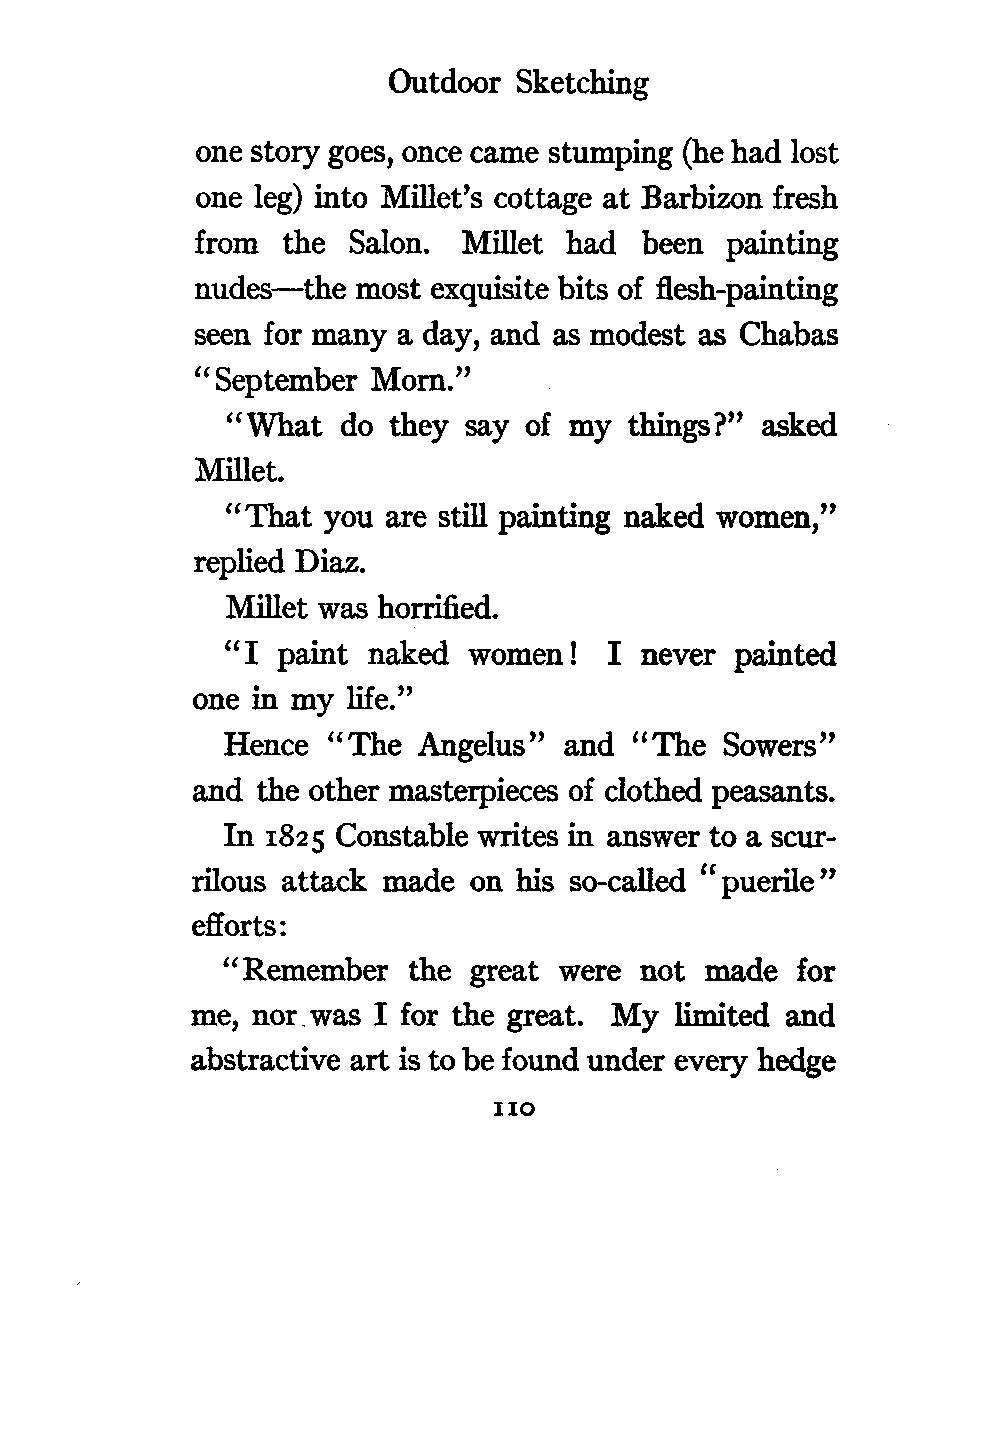 Outdoor Sketching
one story goes, once came stumping (he had lost
one leg) into Millet's cottage at Barbizon fresh
from the Salon. Millet had been painting
nudes—the most exquisite bits of flesh-painting
seen for many a day, and as modest as Chabas
"September Morn."
"What do they say of my things?" asked
Millet.
"That you are still painting naked women,"
replied Diaz.
Millet was horrified.
"I paint naked women! I never painted
one in my life."
Hence "The Angelus" and "The Sowers"
and the other masterpieces of clothed peasants.
In 1825 Constable writes in answer to a scur-
rilous attack made on his so-called "puerile"
efforts:
"Remember the great were not made for
me, nor was I for the great. My limited and
abstractive art is to be found under every hedge
110